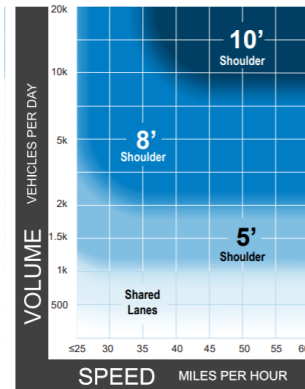 20k
10k
5k
2k
1.5k
1k
500
VOLUME VEHICLES PER DAY
10’
Shoulder
8’
Shoulder
5’
Shoulder
Shared
Lanes
≤25 30 35 40 45 50 55
SPEED MILES PER HOUR